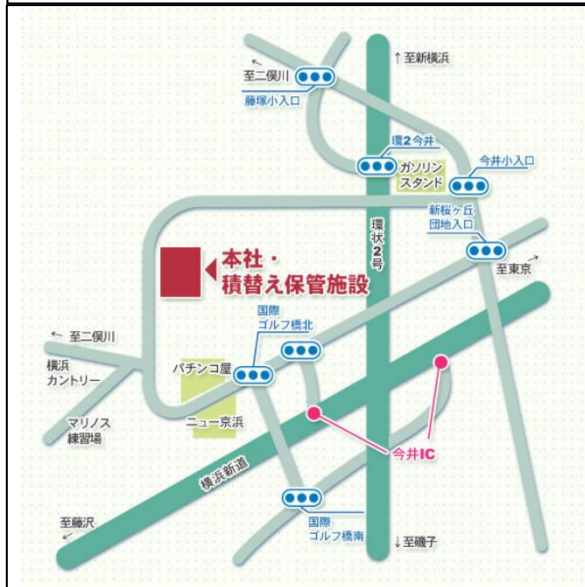 ↑至新横浜
←
至二俣川
藤塚小入口
環2今井
ガソリン
スタンド
今井小入口
新桜ヶ丘
団地入口
環状2号
本社・
積替え保管施設
至東京
→
国際
ゴルフ橋北
← 至二俣川
横浜
カントリー
パチンコ屋
マリノス
練習場
ニュー京浜
今井IC
横浜新道
国際
ゴルフ橋南
至藤沢
←
↓至磯子